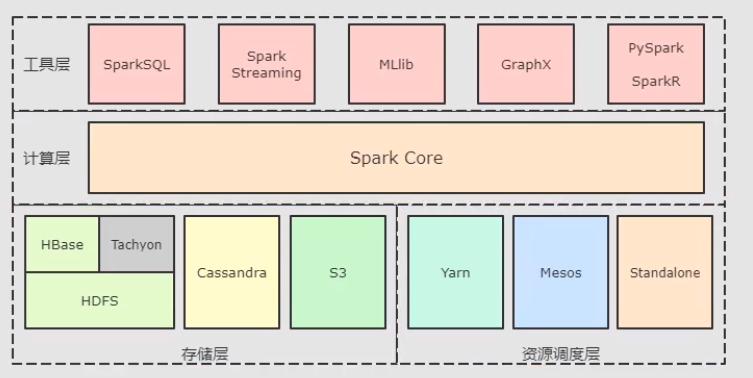 工具层
SparkSQL
Spark
Streaming
MLlib
GraphX
PySpark
SparkR
计算层
Spark Core
HBase
Tachyon
HDFS
Cassandra
S3
Yarn
Mesos
Standalone
存储层
资源调度层